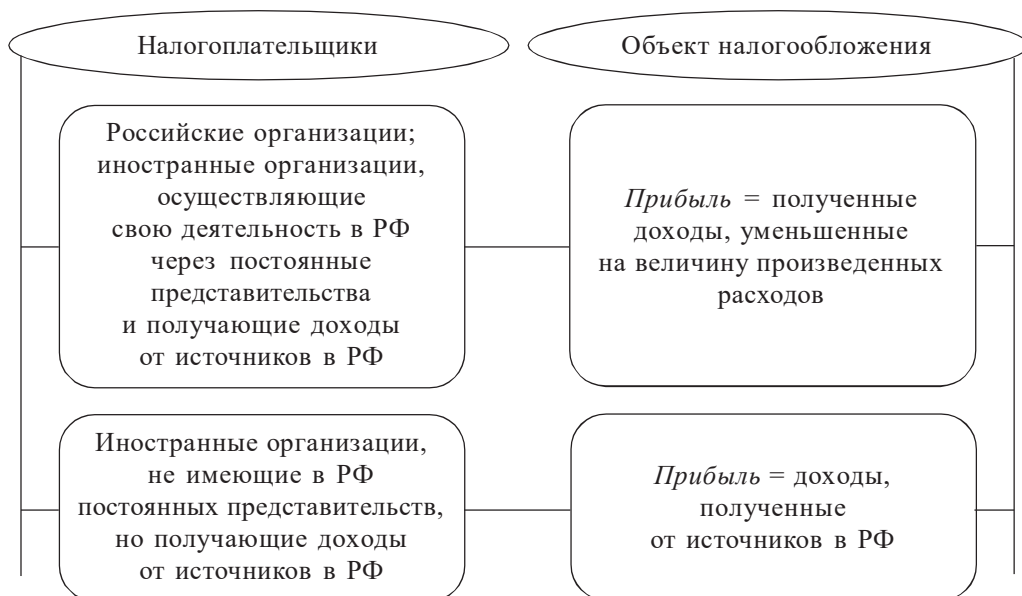 Налогоплательщики
Объект налогообложения
Российские организации;
иностранные организации,
осуществляющие
свою деятельность в РФ
через постоянные
представительства
и получающие доходы
от источников в РФ
Прибыль = полученные
доходы, уменьшенные
на величину произведенных
расходов
Иностранные организации,
не имеющие в РФ
постоянных представительств,
но получающие доходы
от источников в РФ
Прибыль = доходы,
полученные
от источников в РФ